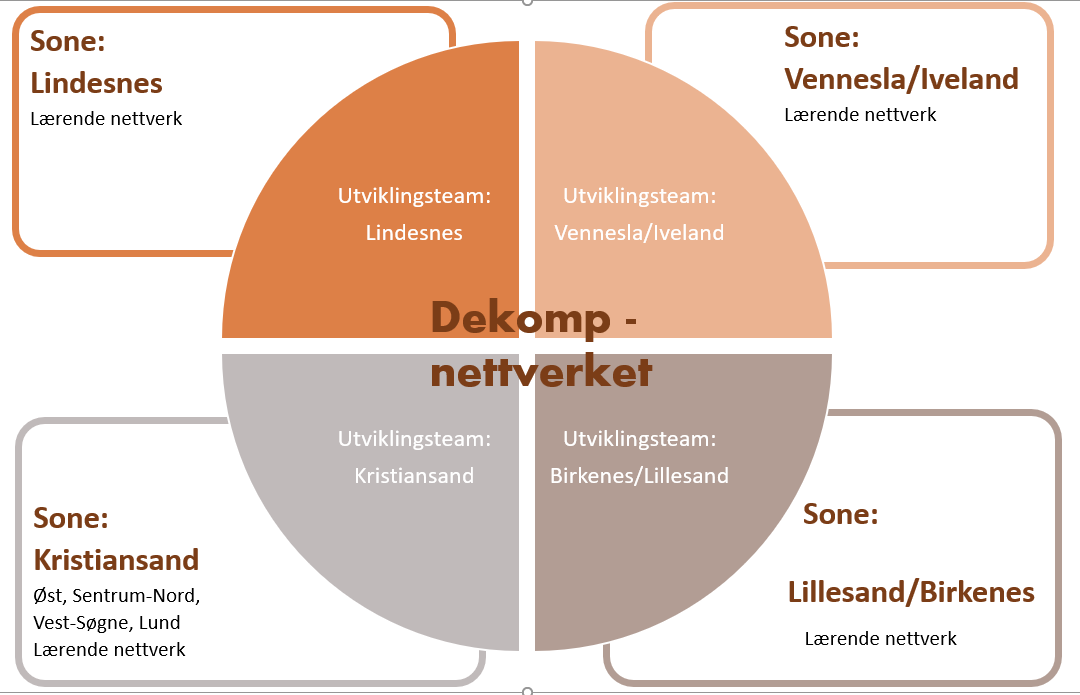 Sone:
Lindesnes
Lærende nettverk
Sone:
Vennesla/Iveland
Lærende nettverk
Utviklingsteam:
Lindesnes
Utviklingsteam:
Vennesla/Iveland
Dekomp -
nettverket
Utviklingsteam:
Kristiansand
Utviklingsteam:
Birkenes/Lillesand
Sone:
Kristiansand
Øst, Sentrum-Nord,
Vest-Søgne, Lund
Lærende nettverk
Sone:
Lillesand/Birkenes
Lærende nettverk